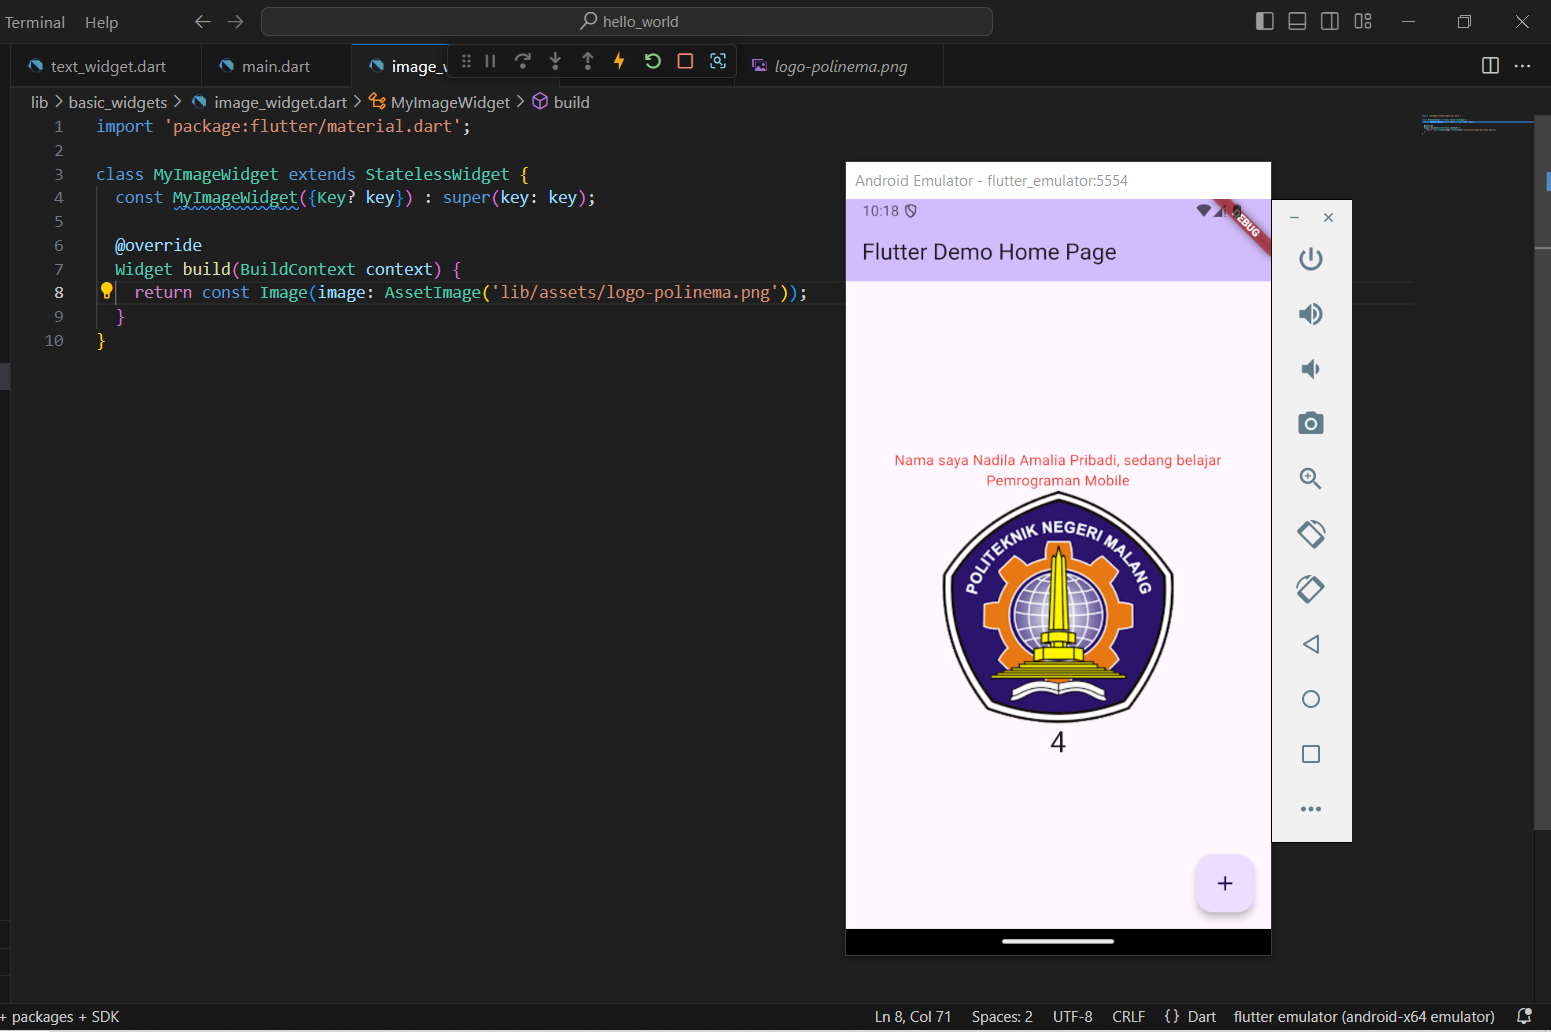 Terminal Help hello_world
text_widget.dart main.dart image_w logo-polinema.png
lib > basic_widgets > image_widget.dart > MyImageWidget > build
1 import 'package:flutter/material.dart';
2
3 class MyImageWidget extends StatelessWidget {
4 const MyImageWidget({Key? key}) : super(key: key);
5
6 @override
7 Widget build(BuildContext context) {
8 return const Image(image: AssetImage('lib/assets/logo-polinema.png'));
9 }
10 }
Android Emulator - flutter_emulator:5554
10:18
EBUG
Flutter Demo Home Page
Nama saya Nadila Amalia Pribadi, sedang belajar
Pemrograman Mobile
POLITEKNIK NEGERI MALANG
4
+
+ packages + SDK Ln 8, Col 71 Spaces: 2 UTF-8 CRLF {} Dart flutter emulator (android-x64 emulator)